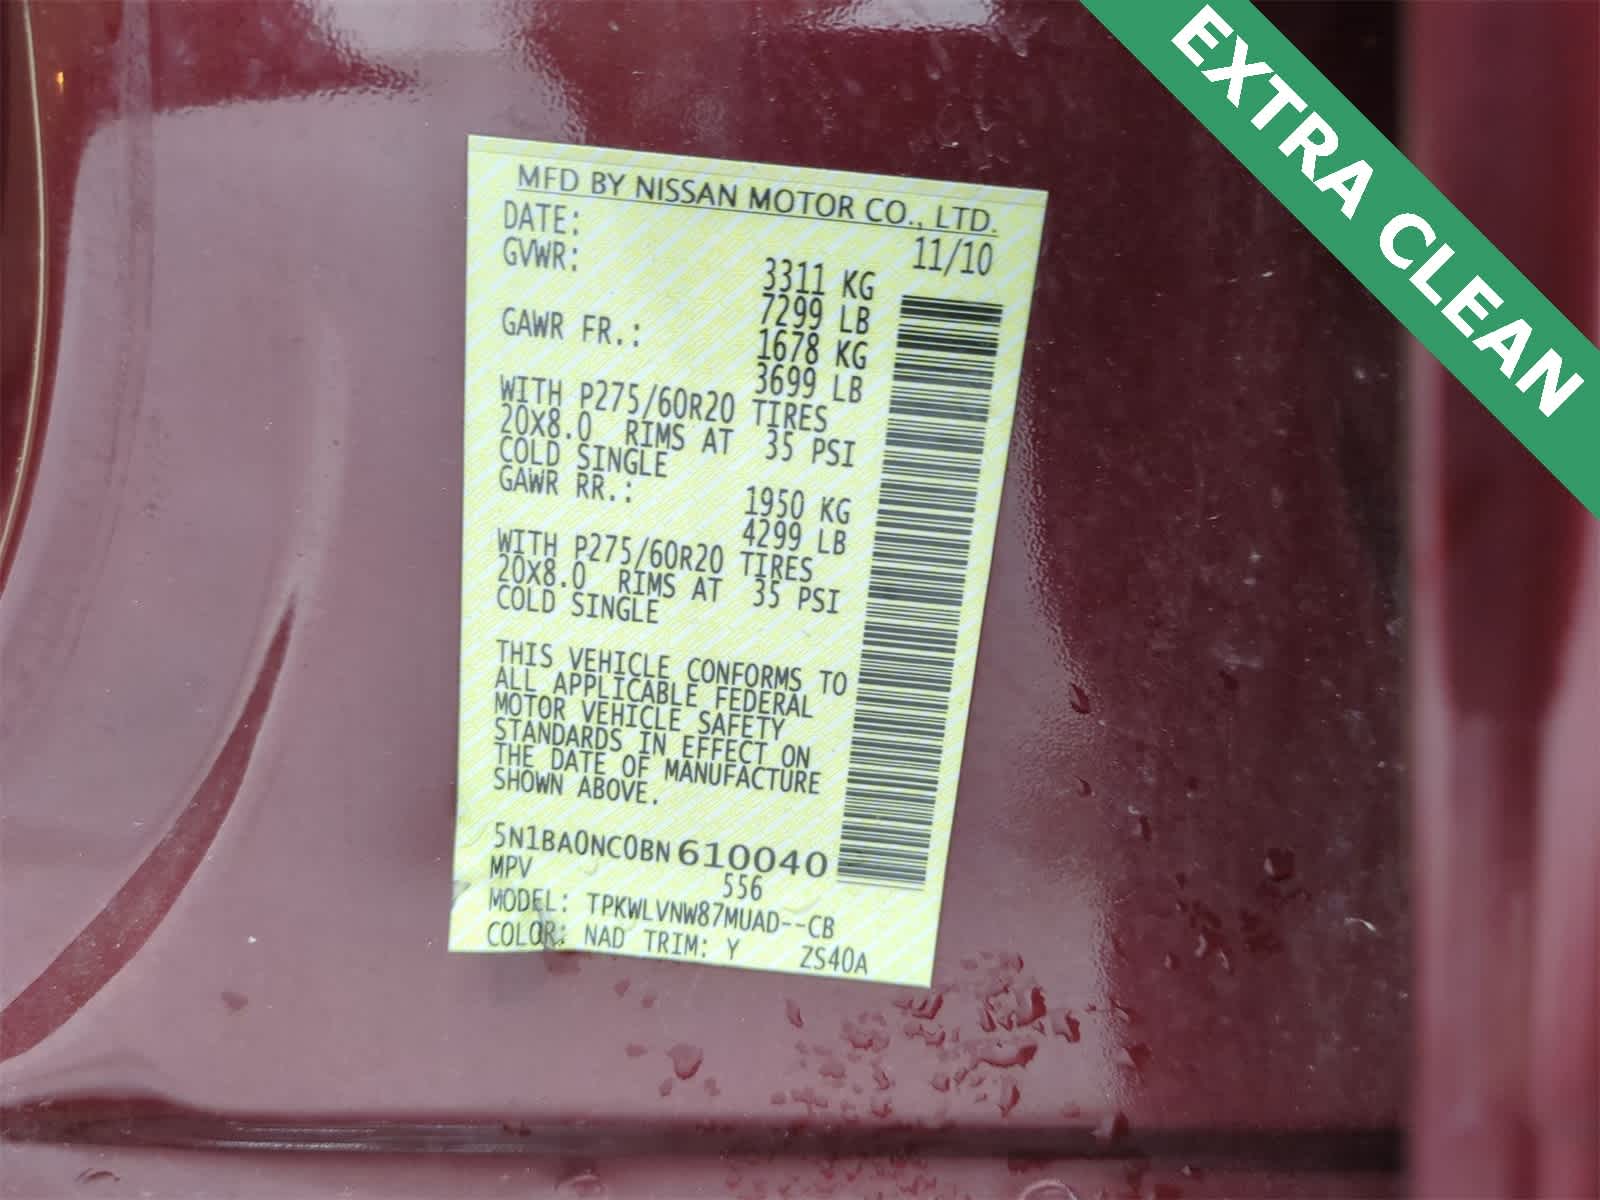 EXTRA CLEAN
MFD BY NISSAN MOTOR CO., LTD.
DATE: 11/10
GVWR: 3311 KG
7299 LB
GAWR FR.: 1678 KG
3699 LB
WITH P275/60R20 TIRES
20X8.0 RIMS AT 35 PSI
COLD SINGLE
GAWR RR.: 1950 KG
4299 LB
WITH P275/60R20 TIRES
20X8.0 RIMS AT 35 PSI
COLD SINGLE
THIS VEHICLE CONFORMS TO
ALL APPLICABLE FEDERAL
MOTOR VEHICLE SAFETY
STANDARDS IN EFFECT ON
THE DATE OF MANUFACTURE
SHOWN ABOVE.
5N1BA0NC0BN610040
MPV 556
MODEL: TPKWLVNW87MUAD--CB
COLOR: NAD TRIM: Y ZS40A